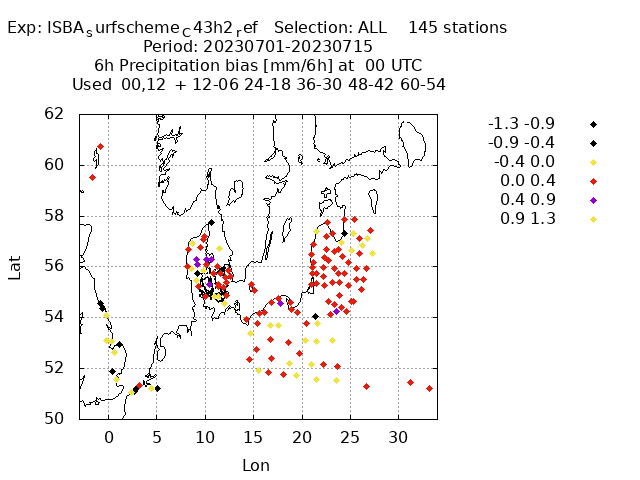 Exp: ISBAsurfschemeC43h2ref Selection: ALL 145 stations
Period: 20230701-20230715
6h Precipitation bias [mm/6h] at 00 UTC
Used 00,12 + 12-06 24-18 36-30 48-42 60-54
62
60
58
56
54
52
50
Lat
0 5 10 15 20 25 30
Lon
-1.3 -0.9
-0.9 -0.4
-0.4 0.0
0.0 0.4
0.4 0.9
0.9 1.3